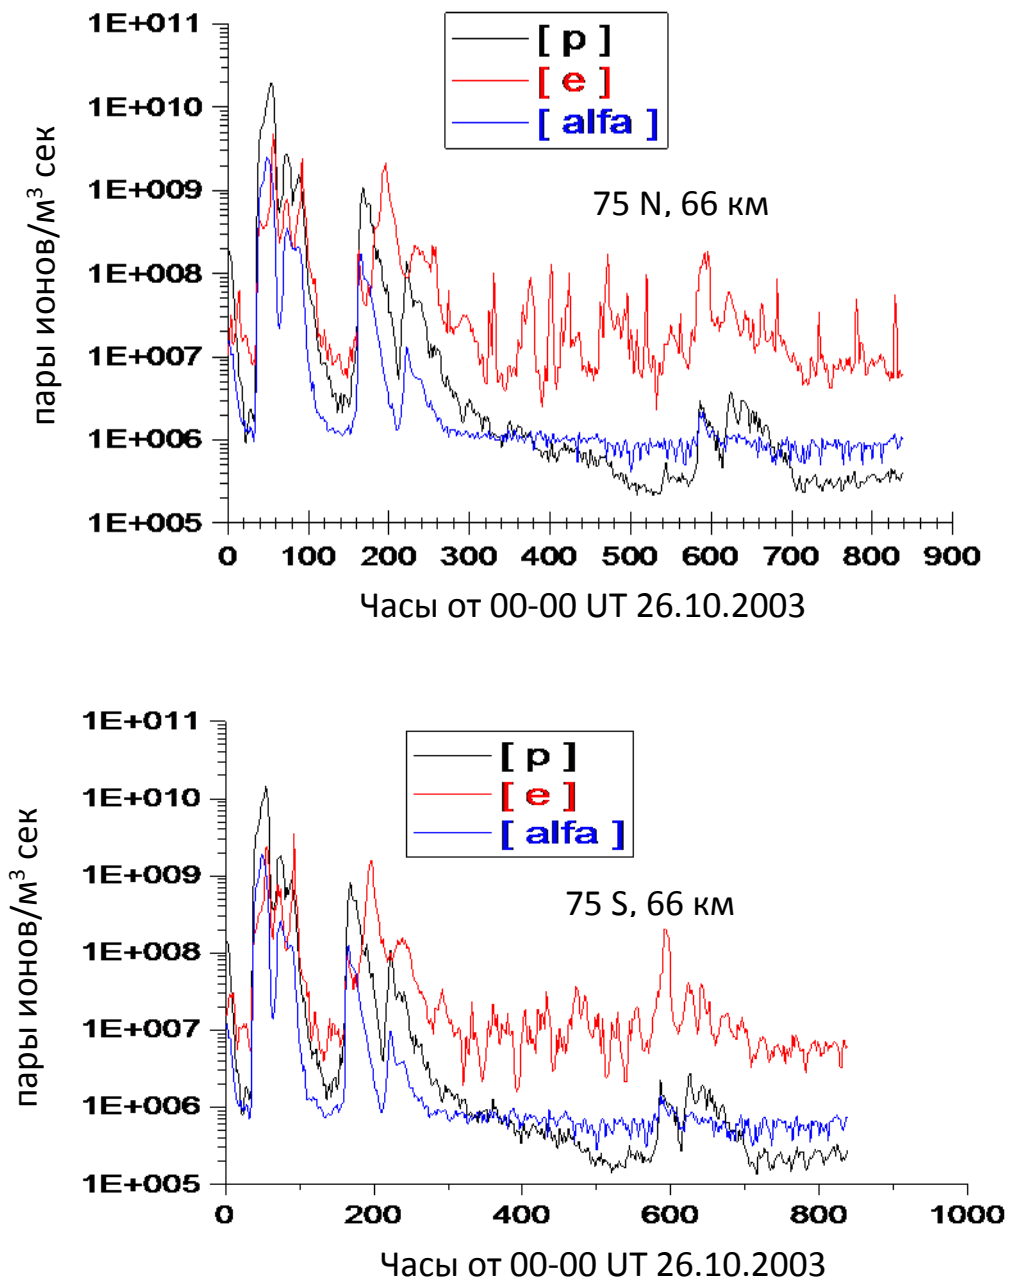 1E+011
1E+010
1E+009
1E+008
1E+007
1E+006
1E+005
пары ионов/м³ сек
[ p ]
[ e ]
[ alfa ]
75 N, 66 км
0 100 200 300 400 500 600 700 800 900
Часы от 00-00 UT 26.10.2003
1E+011
1E+010
1E+009
1E+008
1E+007
1E+006
1E+005
пары ионов/м³ сек
[ p ]
[ e ]
[ alfa ]
75 S, 66 км
0 200 400 600 800 1000
Часы от 00-00 UT 26.10.2003